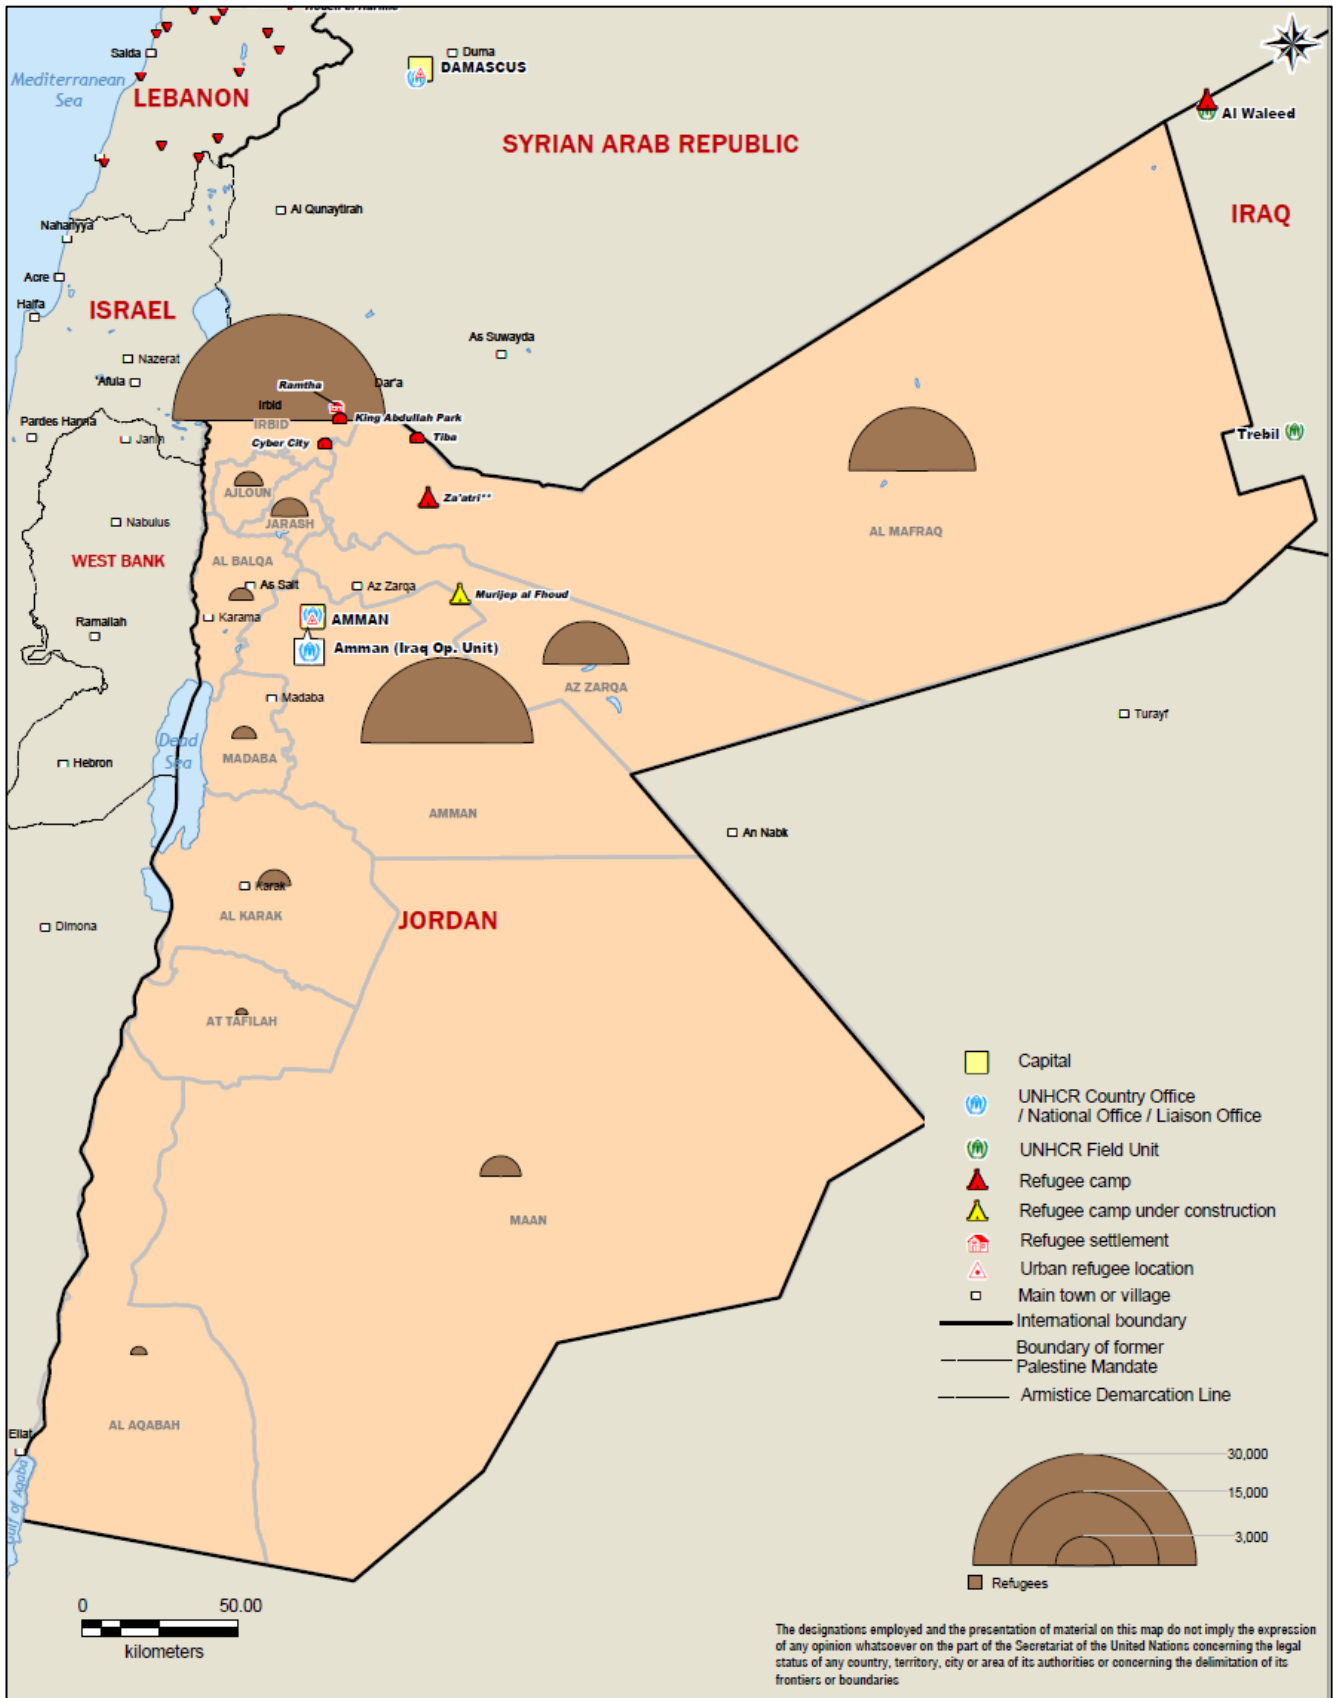 Saida
Duma
DAMASCUS
Mediterranean
Sea
LEBANON
Al Waleed
SYRIAN ARAB REPUBLIC
Al Qunaytirah
IRAQ
Nahariyya
Acre
Haifa
ISRAEL
As Suwayda
Nazerat
'Afula
Ramtha
Dar'a
Irbid
King Abdullah Park
IRBID
Pardes Hanna
Janin
Cyber City
Tiba
Trebil
AJLOUN
Za'atri**
JARASH
Nabulus
AL MAFRAQ
WEST BANK
AL BALQA
As Salt
Az Zarqa
Murijep al Fhoud
Karama
AMMAN
Ramallah
Amman (Iraq Op. Unit)
AZ ZARQA
Madaba
Turayf
Dead
Sea
MADABA
Hebron
AMMAN
An Nabk
Karak
AL KARAK
JORDAN
Dimona
AT TAFILAH
MAAN
AL AQABAH
Eilat
Gulf of Aqaba
Capital
UNHCR Country Office
/ National Office / Liaison Office
UNHCR Field Unit
Refugee camp
Refugee camp under construction
Refugee settlement
Urban refugee location
Main town or village
International boundary
Boundary of former
Palestine Mandate
Armistice Demarcation Line
30,000
15,000
3,000
Refugees
0 50.00
kilometers
The designations employed and the presentation of material on this map do not imply the expression
of any opinion whatsoever on the part of the Secretariat of the United Nations concerning the legal
status of any country, territory, city or area of its authorities or concerning the delimitation of its
frontiers or boundaries